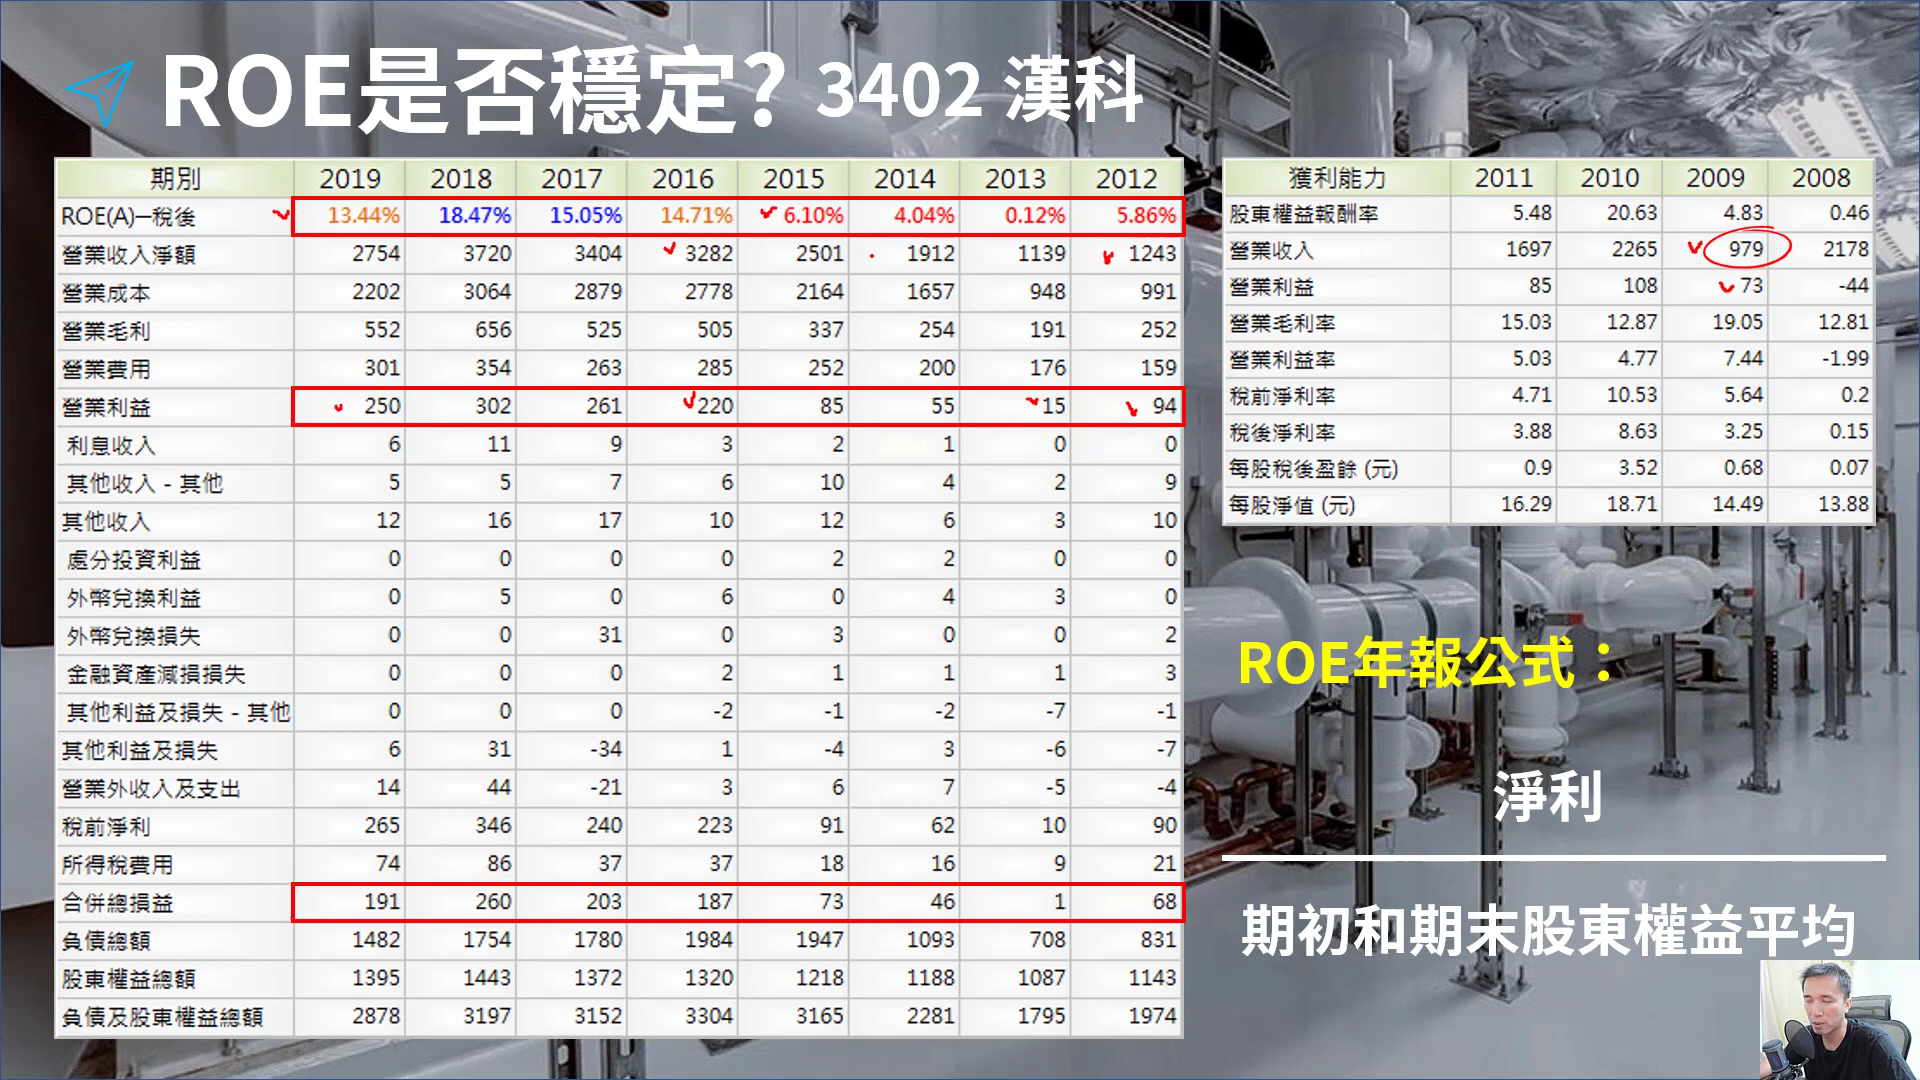 ROE是否穩定? 3402 漢科
期別 2019 2018 2017 2016 2015 2014 2013 2012
ROE(A)─稅後 13.44% 18.47% 15.05% 14.71% 6.10% 4.04% 0.12% 5.86%
營業收入淨額 2754 3720 3404 3282 2501 1912 1139 1243
營業成本 2202 3064 2879 2778 2164 1657 948 991
營業毛利 552 656 525 505 337 254 191 252
營業費用 301 354 263 285 252 200 176 159
營業利益 250 302 261 220 85 55 15 94
利息收入 6 11 9 3 2 1 0 0
其他收入 - 其他 5 5 7 6 10 4 2 9
其他收入 12 16 17 10 12 6 3 10
處分投資利益 0 0 0 0 2 2 0 0
外幣兌換利益 0 5 0 6 0 4 3 0
外幣兌換損失 0 0 31 0 3 0 0 2
金融資產減損損失 0 0 0 2 1 1 1 3
其他利益及損失 - 其他 0 0 0 -2 -1 -2 -7 -1
其他利益及損失 6 31 -34 1 -4 3 -6 -7
營業外收入及支出 14 44 -21 3 6 7 -5 -4
稅前淨利 265 346 240 223 91 62 10 90
所得稅費用 74 86 37 37 18 16 9 21
合併總損益 191 260 203 187 73 46 1 68
負債總額 1482 1754 1780 1984 1947 1093 708 831
股東權益總額 1395 1443 1372 1320 1218 1188 1087 1143
負債及股東權益總額 2878 3197 3152 3304 3165 2281 1795 1974
獲利能力 2011 2010 2009 2008
股東權益報酬率 5.48 20.63 4.83 0.46
營業收入 1697 2265 979 2178
營業利益 85 108 73 -44
營業毛利率 15.03 12.87 19.05 12.81
營業利益率 5.03 4.77 7.44 -1.99
稅前淨利率 4.71 10.53 5.64 0.2
稅後淨利率 3.88 8.63 3.25 0.15
每股稅後盈餘 (元) 0.9 3.52 0.68 0.07
每股淨值 (元) 16.29 18.71 14.49 13.88
ROE年報公式：
淨利
期初和期末股東權益平均